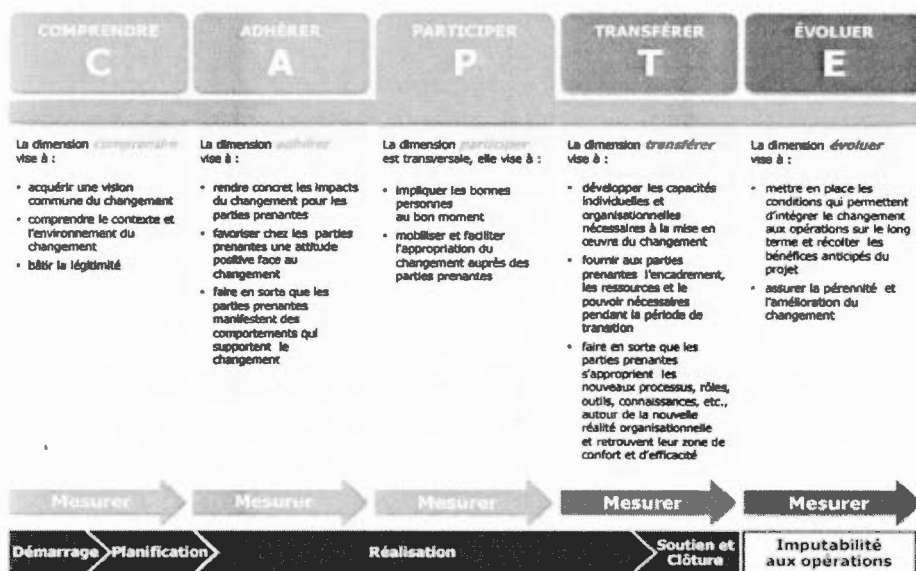 COMPRENDRE
C
ADHÉRER
A
PARTICIPER
P
TRANSFÉRER
T
ÉVOLUER
E
La dimension comprendre
vise à :
• acquérir une vision
commune du changement
• comprendre le contexte et
l'environnement du
changement
• bâtir la légitimité
La dimension adhérer
vise à :
• rendre concret les impacts
du changement pour les
parties prenantes
• favoriser chez les parties
prenantes une attitude
positive face au
changement
• faire en sorte que les
parties prenantes
manifestent des
comportements qui
supportent le
changement
La dimension participer
est transversale, elle vise à :
• impliquer les bonnes
personnes
au bon moment
• mobiliser et faciliter
l'appropriation du
changement auprès des
parties prenantes
La dimension transférer
vise à :
• développer les capacités
individuelles et
organisationnelles
nécessaires à la mise en
œuvre du changement
• fournir aux parties
prenantes l'encadrement,
les ressources et le
pouvoir nécessaires
pendant la période de
transition
• faire en sorte que les
parties prenantes
s'approprient les
nouveaux processus, rôles,
outils, connaissances, etc.,
autour de la nouvelle
réalité organisationnelle
et retrouvent leur zone de
confort et d'efficacité
La dimension évoluer
vise à :
• mettre en place les
conditions qui permettent
d'intégrer le changement
aux opérations sur le long
terme et récolter les
bénéfices anticipés du
projet
• assurer la pérennité et
l'amélioration du
changement
Mesurer
Mesurer
Mesurer
Mesurer
Mesurer
Démarrage
Planification
Réalisation
Soutien et
Clôture
Imputabilité
aux opérations